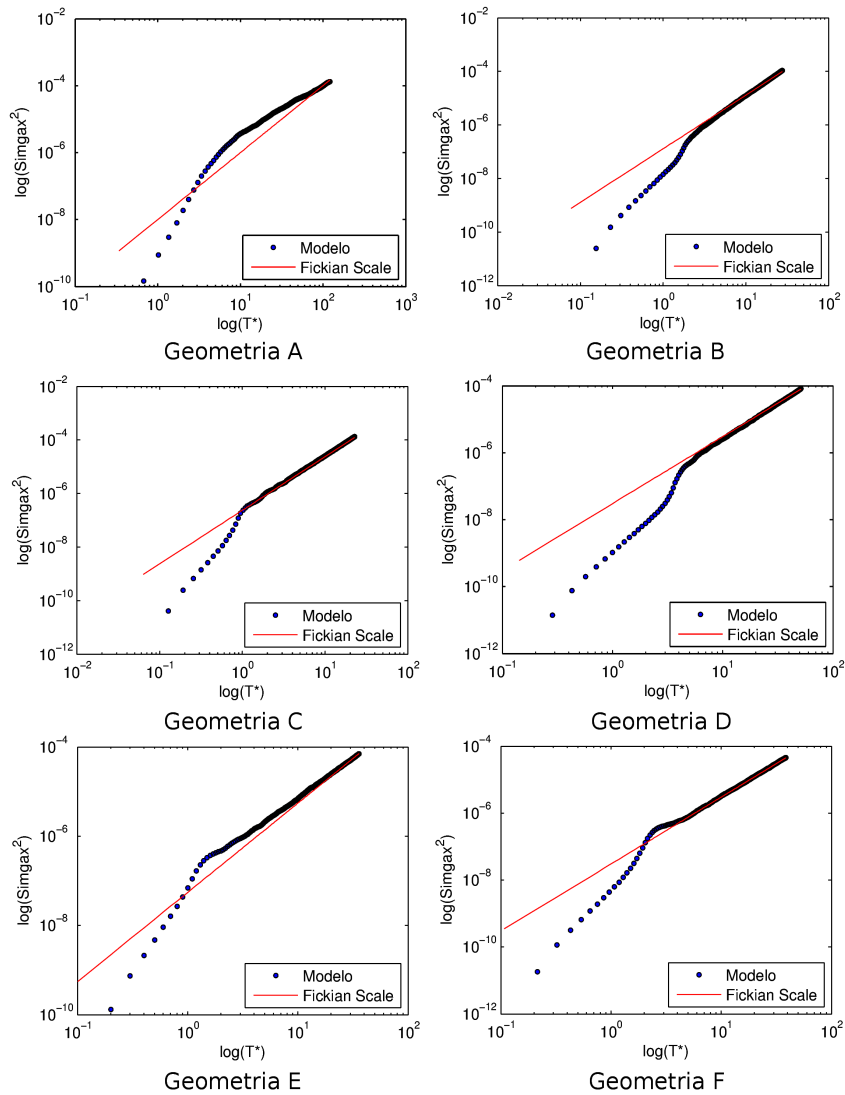 10^−2
10^−4
10^−6
10^−8
10^−10
log(Simgax^2)
Modelo
Fickian Scale
10^−1 10^0 10^1 10^2 10^3
log(T*)
Geometria A
10^−2
10^−4
10^−6
10^−8
10^−10
10^−12
log(Simgax^2)
Modelo
Fickian Scale
10^−2 10^−1 10^0 10^1 10^2
log(T*)
Geometria B
10^−2
10^−4
10^−6
10^−8
10^−10
10^−12
log(Simgax^2)
Modelo
Fickian Scale
10^−2 10^−1 10^0 10^1 10^2
log(T*)
Geometria C
10^−4
10^−6
10^−8
10^−10
10^−12
log(Simgax^2)
Modelo
Fickian Scale
10^−1 10^0 10^1 10^2
log(T*)
Geometria D
10^−4
10^−6
10^−8
10^−10
log(Simgax^2)
Modelo
Fickian Scale
10^−1 10^0 10^1 10^2
log(T*)
Geometria E
10^−4
10^−6
10^−8
10^−10
10^−12
log(Simgax^2)
Modelo
Fickian Scale
10^−1 10^0 10^1 10^2
log(T*)
Geometria F